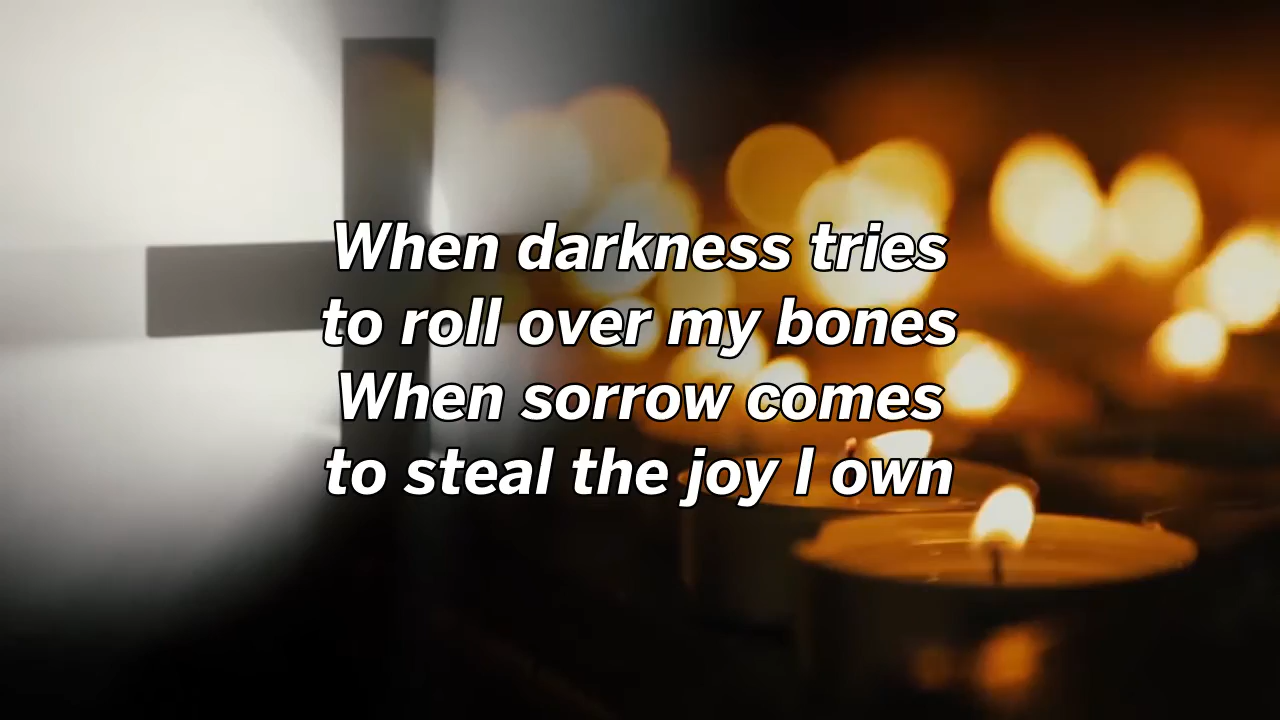 When darkness tries
to roll over my bones
When sorrow comes
to steal the joy I own